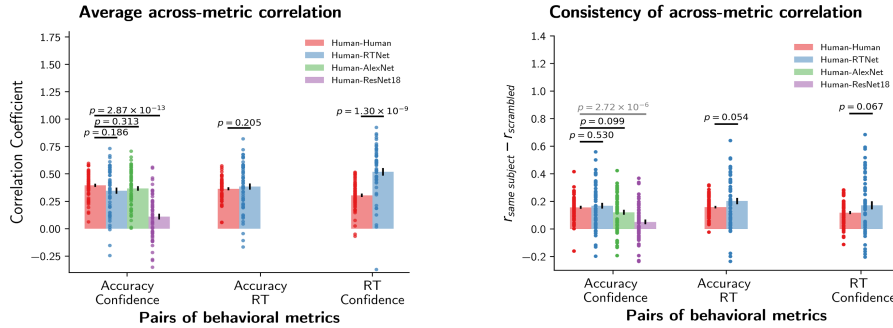 Average across-metric correlation
Correlation Coefficient
1.75
1.50
1.25
1.00
0.75
0.50
0.25
0.00
−0.25
Human-Human
Human-RTNet
Human-AlexNet
Human-ResNet18
p = 2.87 × 10⁻¹³
p = 0.313
p = 0.186
p = 0.205
p = 1.30 × 10⁻⁹
Accuracy
Confidence
Accuracy
RT
RT
Confidence
Pairs of behavioral metrics
Consistency of across-metric correlation
r_same subject − r_scrambled
1.4
1.2
1.0
0.8
0.6
0.4
0.2
0.0
−0.2
Human-Human
Human-RTNet
Human-AlexNet
Human-ResNet18
p = 2.72 × 10⁻⁶
p = 0.099
p = 0.530
p = 0.054
p = 0.067
Accuracy
Confidence
Accuracy
RT
RT
Confidence
Pairs of behavioral metrics